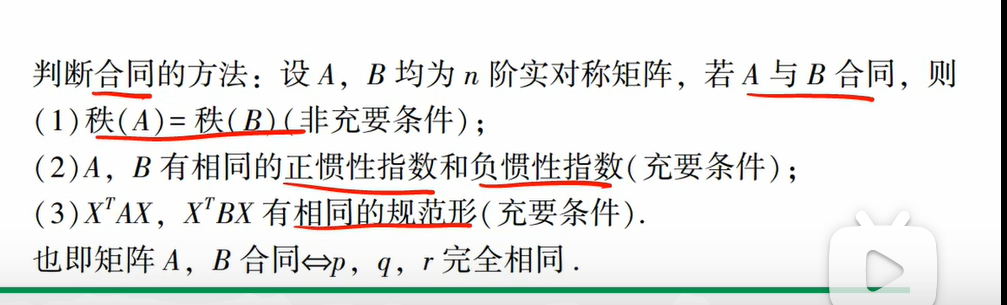 判断合同的方法：设 A，B 均为 n 阶实对称矩阵，若 A 与 B 合同，则
(1)秩(A)=秩(B)(非充要条件)；
(2)A，B 有相同的正惯性指数和负惯性指数(充要条件)；
(3)XᵀAX，XᵀBX 有相同的规范形(充要条件).
也即矩阵 A，B 合同⇔p，q，r 完全相同.